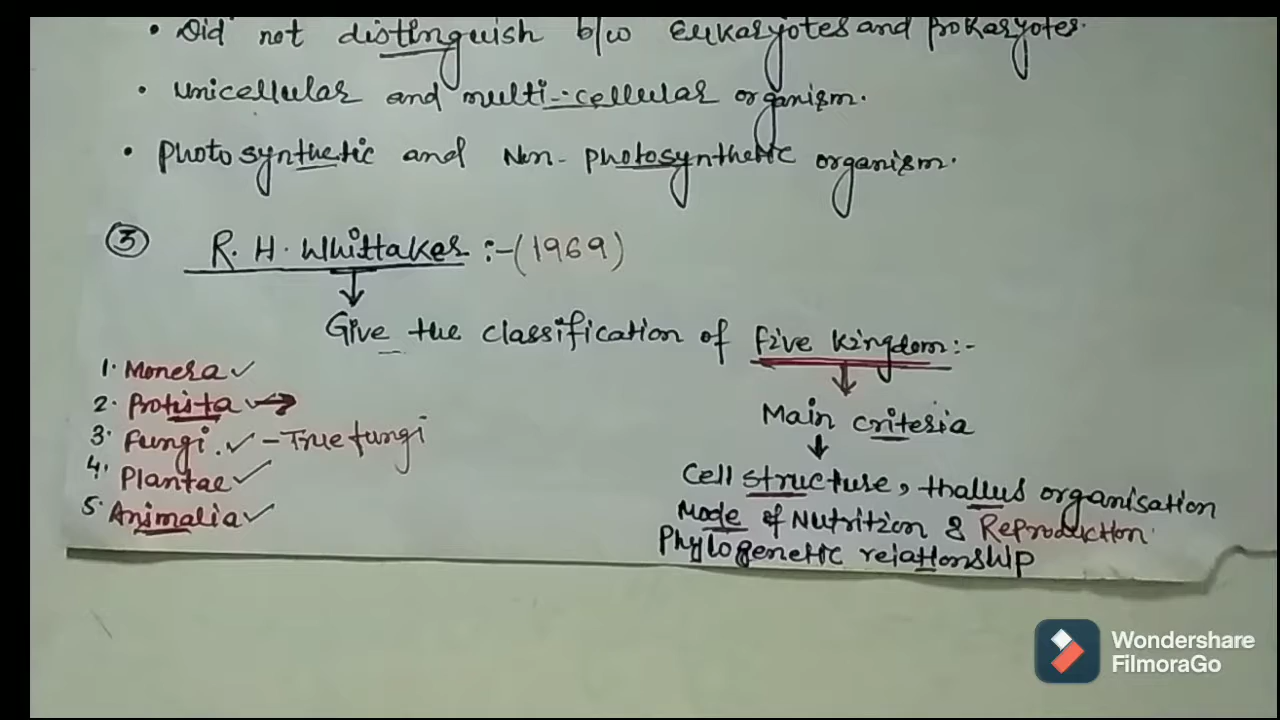 • Did not distinguish b/w eukaryotes and prokaryotes.
• Unicellular and multi-cellular organism.
• Photosynthetic and Non-photosynthetic organism.
③ R. H. Whittaker :- (1969)
Give the classification of five kingdom:-
1. Monera ✓
2. Protista ✓→
3. Fungi. ✓ - True fungi
4. Plantae ✓
5. Animalia ✓
Main criteria
Cell structure, thallus organisation
Mode of Nutrition & Reproduction.
Phylogenetic relationship
Wondershare
FilmoraGo